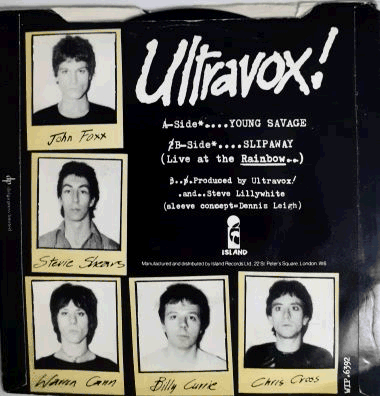 Ultravox!
A-Side*....YOUNG SAVAGE
B-Side*....SLIPAWAY
(Live at the Rainbow..)
Produced by Ultravox!
.and..Steve Lillywhite
(sleeve concept=Dennis Leigh)
ISLAND
Manufactured and distributed by Island Records Ltd., 22 St. Peter's Square, London. W6
John Foxx
Stevie Shears
Warren Cann
Billy Currie
Chris Cross
WIP.6392